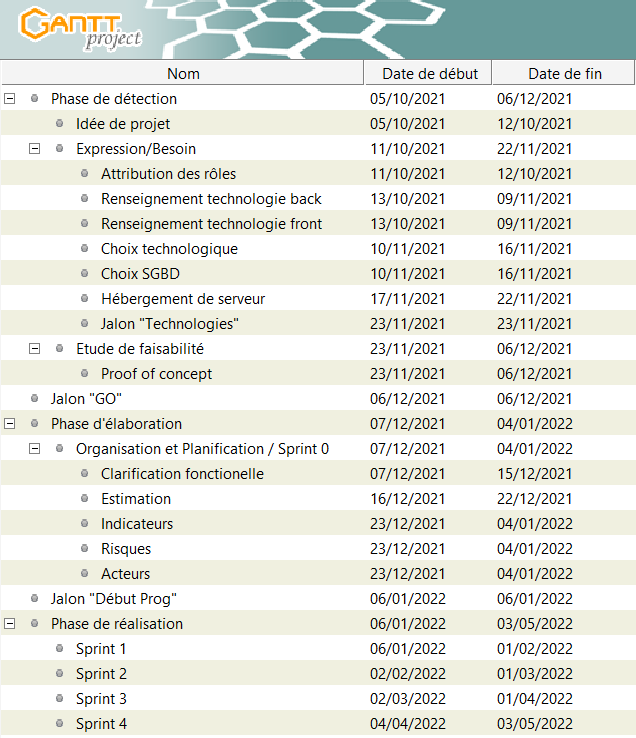 GANTT
project
Nom Date de début Date de fin
Phase de détection 05/10/2021 06/12/2021
Idée de projet 05/10/2021 12/10/2021
Expression/Besoin 11/10/2021 22/11/2021
Attribution des rôles 11/10/2021 12/10/2021
Renseignement technologie back 13/10/2021 09/11/2021
Renseignement technologie front 13/10/2021 09/11/2021
Choix technologique 10/11/2021 16/11/2021
Choix SGBD 10/11/2021 16/11/2021
Hébergement de serveur 17/11/2021 22/11/2021
Jalon "Technologies" 23/11/2021 23/11/2021
Etude de faisabilité 23/11/2021 06/12/2021
Proof of concept 23/11/2021 06/12/2021
Jalon "GO" 06/12/2021 06/12/2021
Phase d'élaboration 07/12/2021 04/01/2022
Organisation et Planification / Sprint 0 07/12/2021 04/01/2022
Clarification fonctionelle 07/12/2021 15/12/2021
Estimation 16/12/2021 22/12/2021
Indicateurs 23/12/2021 04/01/2022
Risques 23/12/2021 04/01/2022
Acteurs 23/12/2021 04/01/2022
Jalon "Début Prog" 06/01/2022 06/01/2022
Phase de réalisation 06/01/2022 03/05/2022
Sprint 1 06/01/2022 01/02/2022
Sprint 2 02/02/2022 01/03/2022
Sprint 3 02/03/2022 01/04/2022
Sprint 4 04/04/2022 03/05/2022